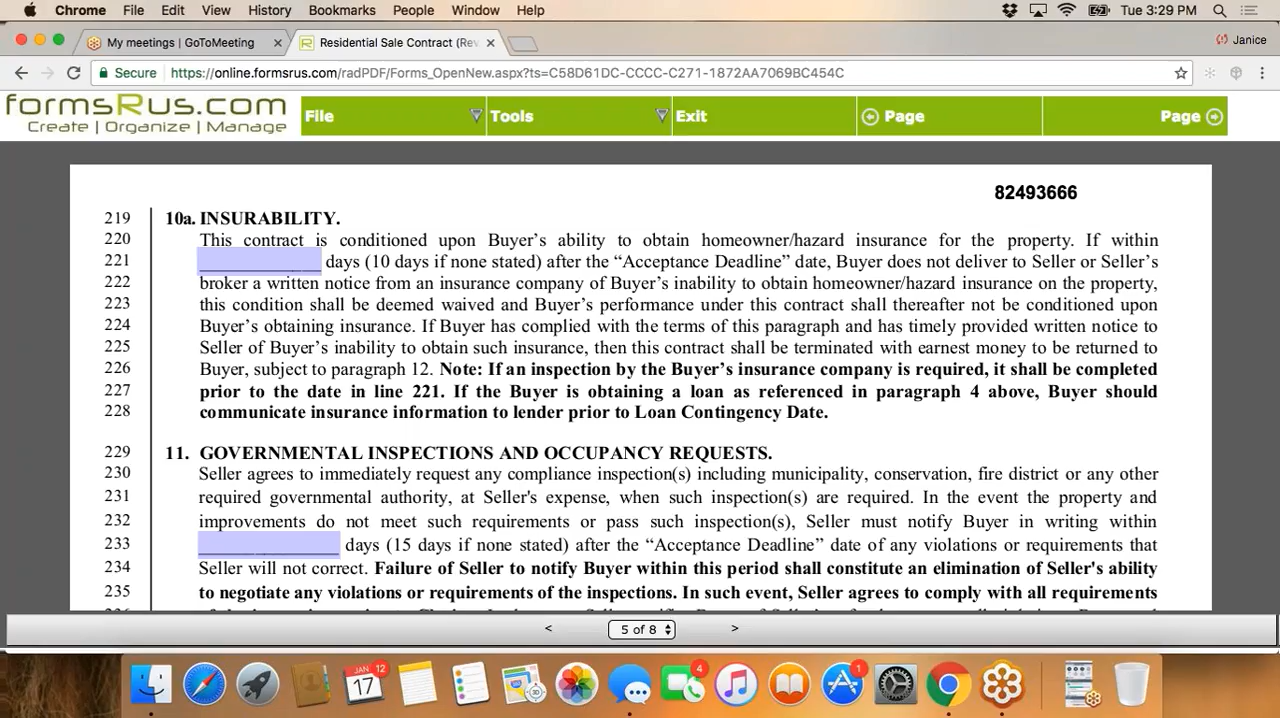 Chrome File Edit View History Bookmarks People Window Help Tue 3:29 PM
My meetings | GoToMeeting × Residential Sale Contract (Rev × Janice
Secure https://online.formsrus.com/radPDF/Forms_OpenNew.aspx?ts=C58D61DC-CCCC-C271-1872AA7069BC454C
formsRus.com File Tools Exit Page Page
Create | Organize | Manage
82493666
219 10a. INSURABILITY.
220 This contract is conditioned upon Buyer’s ability to obtain homeowner/hazard insurance for the property. If within
221 ______________ days (10 days if none stated) after the “Acceptance Deadline” date, Buyer does not deliver to Seller or Seller’s
222 broker a written notice from an insurance company of Buyer’s inability to obtain homeowner/hazard insurance on the property,
223 this condition shall be deemed waived and Buyer’s performance under this contract shall thereafter not be conditioned upon
224 Buyer’s obtaining insurance. If Buyer has complied with the terms of this paragraph and has timely provided written notice to
225 Seller of Buyer’s inability to obtain such insurance, then this contract shall be terminated with earnest money to be returned to
226 Buyer, subject to paragraph 12. Note: If an inspection by the Buyer’s insurance company is required, it shall be completed
227 prior to the date in line 221. If the Buyer is obtaining a loan as referenced in paragraph 4 above, Buyer should
228 communicate insurance information to lender prior to Loan Contingency Date.
229 11. GOVERNMENTAL INSPECTIONS AND OCCUPANCY REQUESTS.
230 Seller agrees to immediately request any compliance inspection(s) including municipality, conservation, fire district or any other
231 required governmental authority, at Seller's expense, when such inspection(s) are required. In the event the property and
232 improvements do not meet such requirements or pass such inspection(s), Seller must notify Buyer in writing within
233 ________________ days (15 days if none stated) after the “Acceptance Deadline” date of any violations or requirements that
234 Seller will not correct. Failure of Seller to notify Buyer within this period shall constitute an elimination of Seller's ability
235 to negotiate any violations or requirements of the inspections. In such event, Seller agrees to comply with all requirements
< 5 of 8 >
JAN 12 4 1
17 30